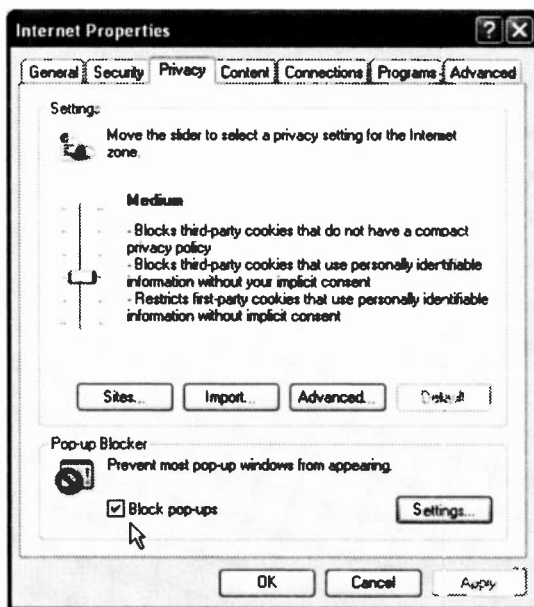 Internet Properties
General Security Privacy Content Connections Programs Advanced
Settings
Move the slider to select a privacy setting for the Internet
zone.
Medium
- Blocks third-party cookies that do not have a compact
privacy policy
- Blocks third-party cookies that use personally identifiable
information without your implicit consent
- Restricts first-party cookies that use personally identifiable
information without implicit consent
Sites... Import... Advanced... Default
Pop-up Blocker
Prevent most pop-up windows from appearing.
Block pop-ups
Settings...
OK Cancel Apply